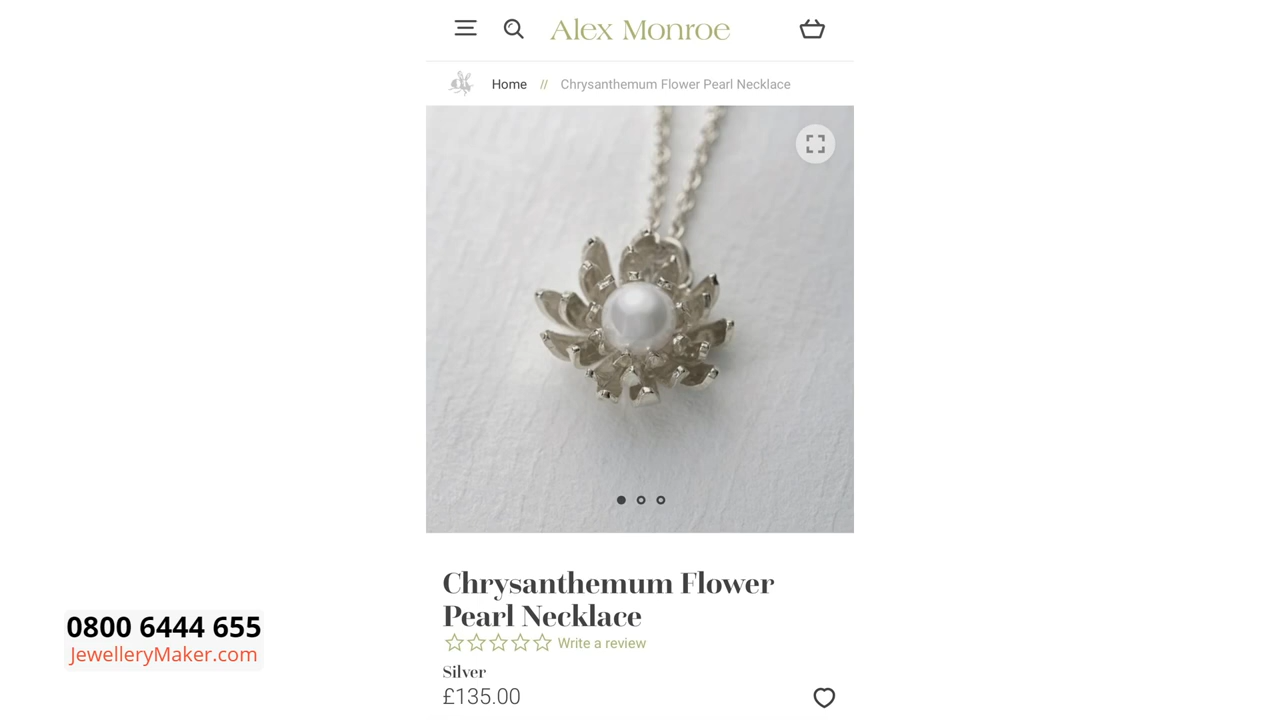 Alex Monroe
Home // Chrysanthemum Flower Pearl Necklace
Chrysanthemum Flower
Pearl Necklace
Write a review
Silver
£135.00
0800 6444 655
JewelleryMaker.com